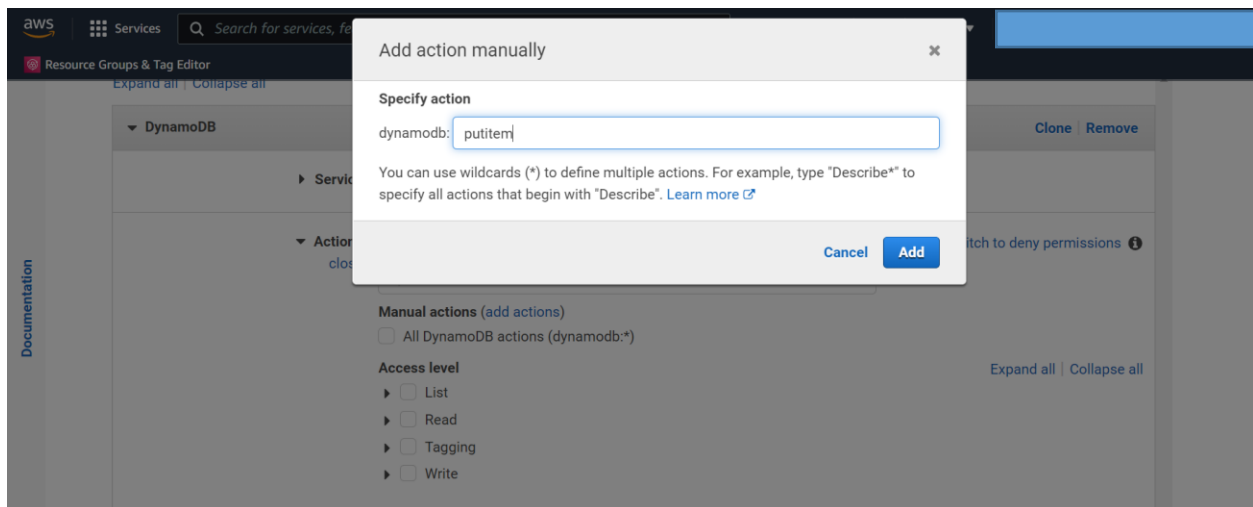 aws
Services
Search for services, fe
Resource Groups & Tag Editor
Add action manually
Expand all | Collapse all
Specify action
dynamodb: putitem
DynamoDB
Clone | Remove
You can use wildcards (*) to define multiple actions. For example, type "Describe*" to
specify all actions that begin with "Describe". Learn more
Servic
Cancel Add
Action
clos
itch to deny permissions
Documentation
Manual actions (add actions)
All DynamoDB actions (dynamodb:*)
Access level
Expand all | Collapse all
List
Read
Tagging
Write